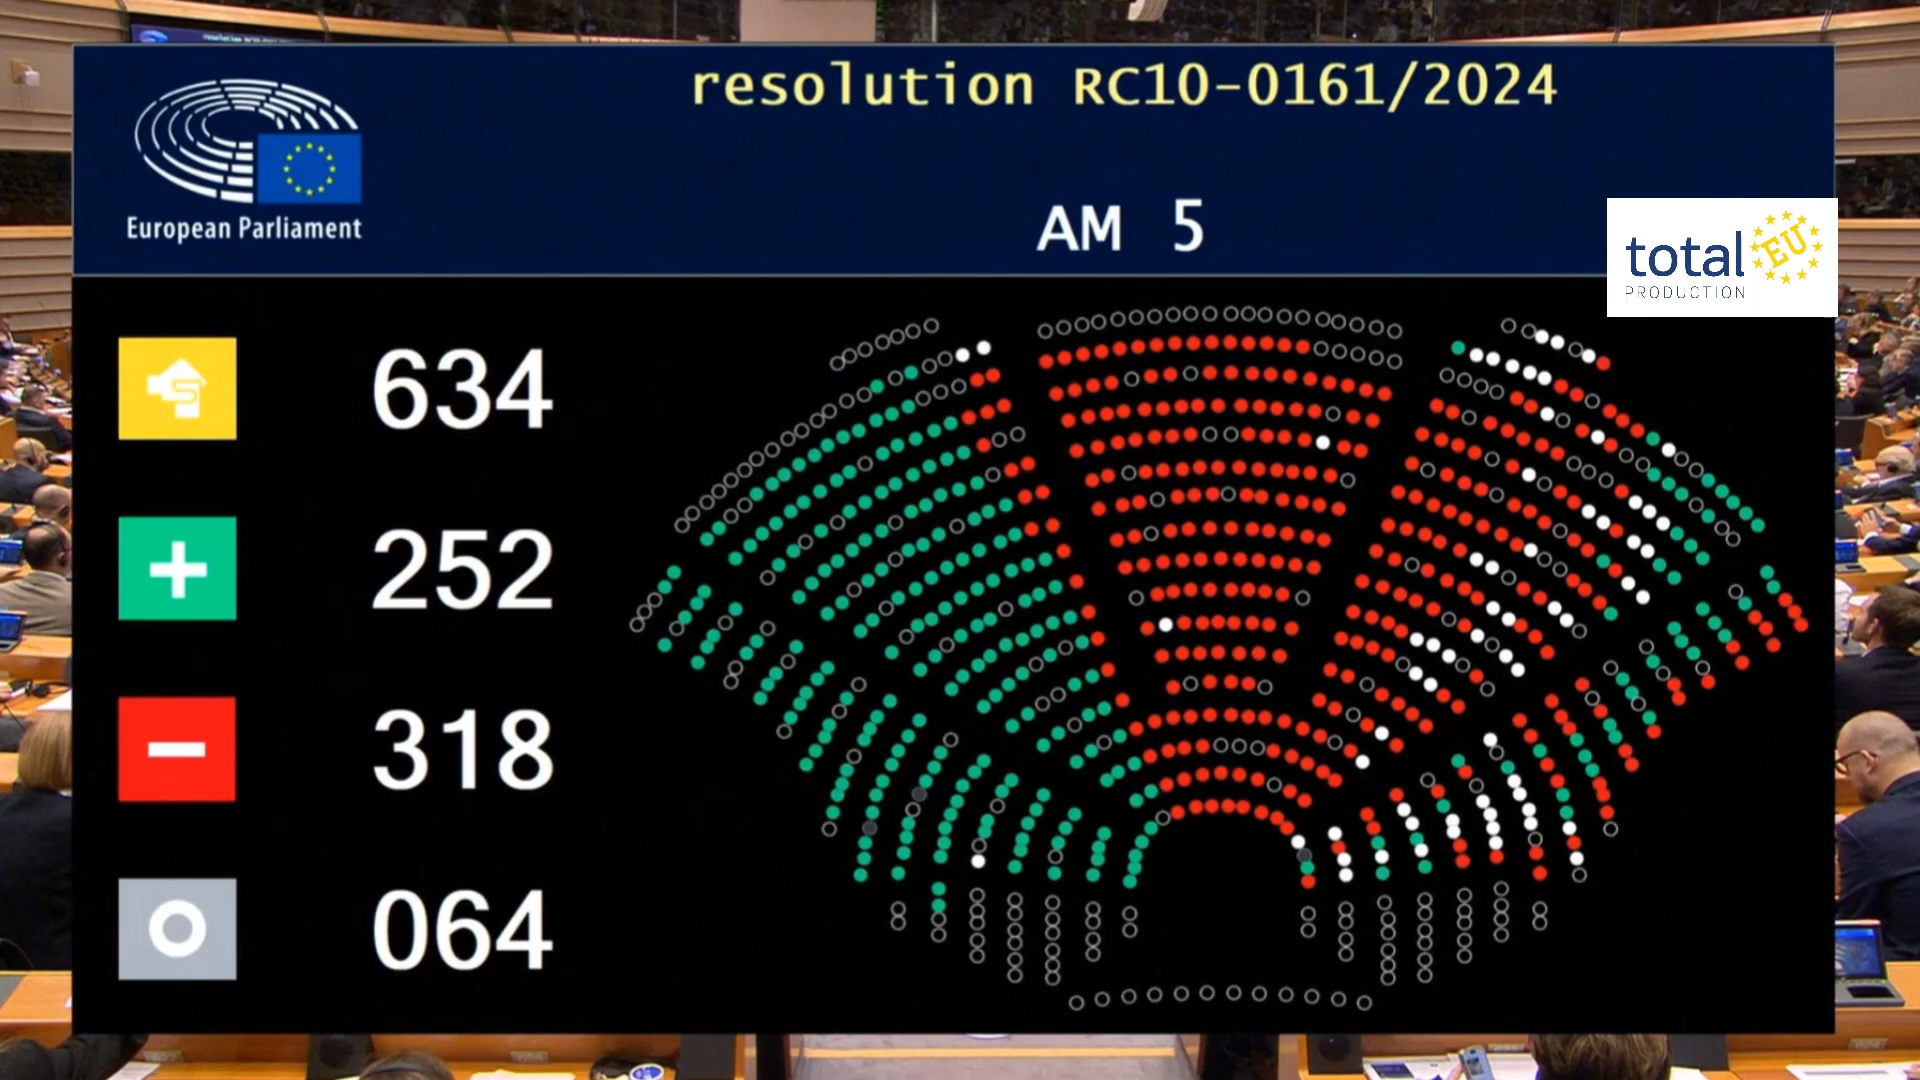 resolution RC10-0161/2024
AM 5
European Parliament
total EU
PRODUCTION
634
252
318
064